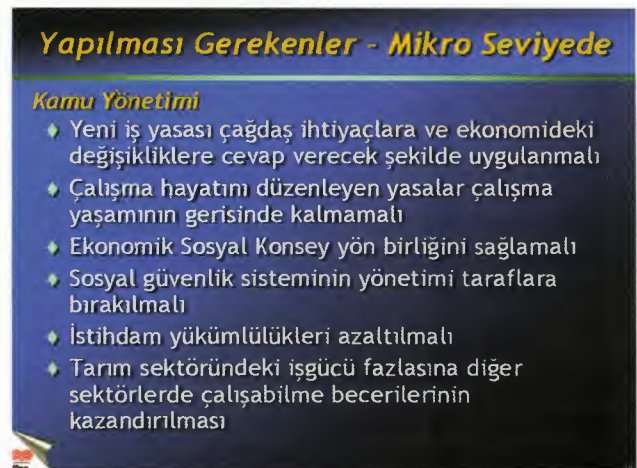 Yapılması Gerekenler - Mikro Seviyede
Kamu Yönetimi
Yeni iş yasası çağdaş ihtiyaçlara ve ekonomideki
değişikliklere cevap verecek şekilde uygulanmalı
Çalışma hayatını düzenleyen yasalar çalışma
yaşamının gerisinde kalmamalı
Ekonomik Sosyal Konsey yön birliğini sağlamalı
Sosyal güvenlik sisteminin yönetimi taraflara
bırakılmalı
İstihdam yükümlülükleri azaltılmalı
Tarım sektöründeki işgücü fazlasına diğer
sektörlerde çalışabilme becerilerinin
kazandırılması